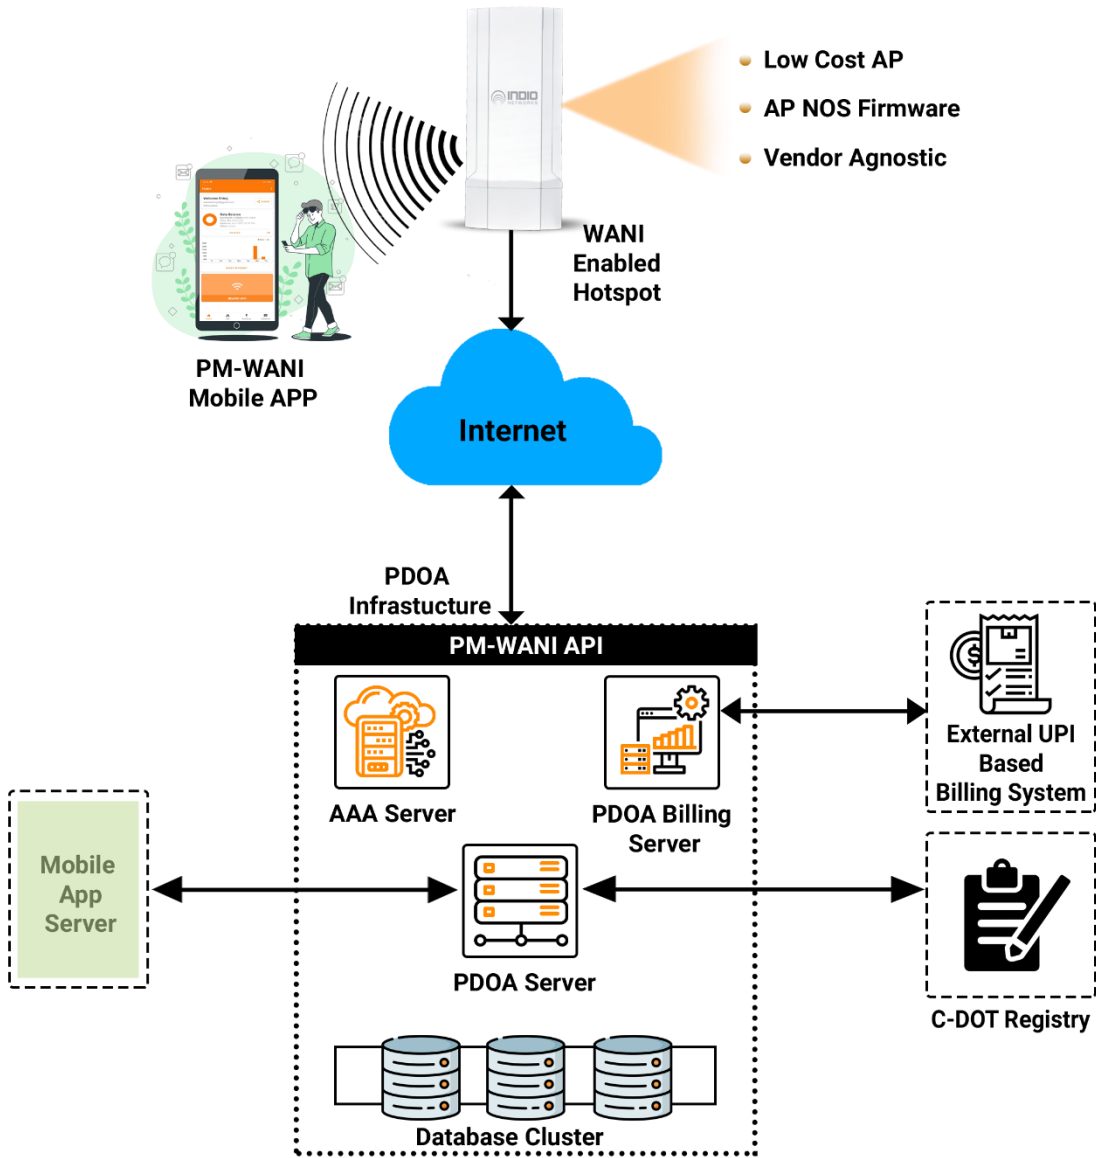 Low Cost AP
AP NOS Firmware
Vendor Agnostic
INDIO
NETWORKS
WANI
Enabled
Hotspot
PM-WANI
Mobile APP
Internet
PDOA
Infrastucture
PM-WANI API
AAA Server
PDOA Billing
Server
External UPI
Based
Billing System
Mobile
App
Server
PDOA Server
C-DOT Registry
Database Cluster